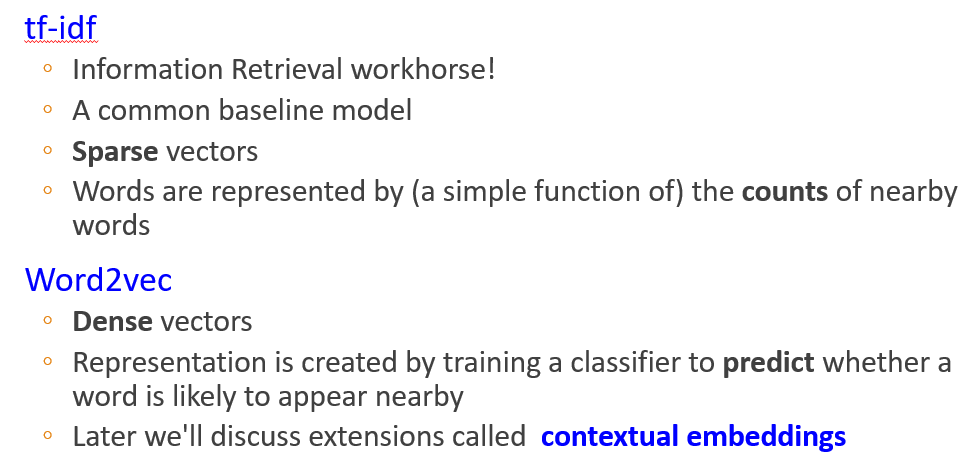 tf-idf
◦ Information Retrieval workhorse!
◦ A common baseline model
◦ Sparse vectors
◦ Words are represented by (a simple function of) the counts of nearby
words
Word2vec
◦ Dense vectors
◦ Representation is created by training a classifier to predict whether a
word is likely to appear nearby
◦ Later we'll discuss extensions called contextual embeddings